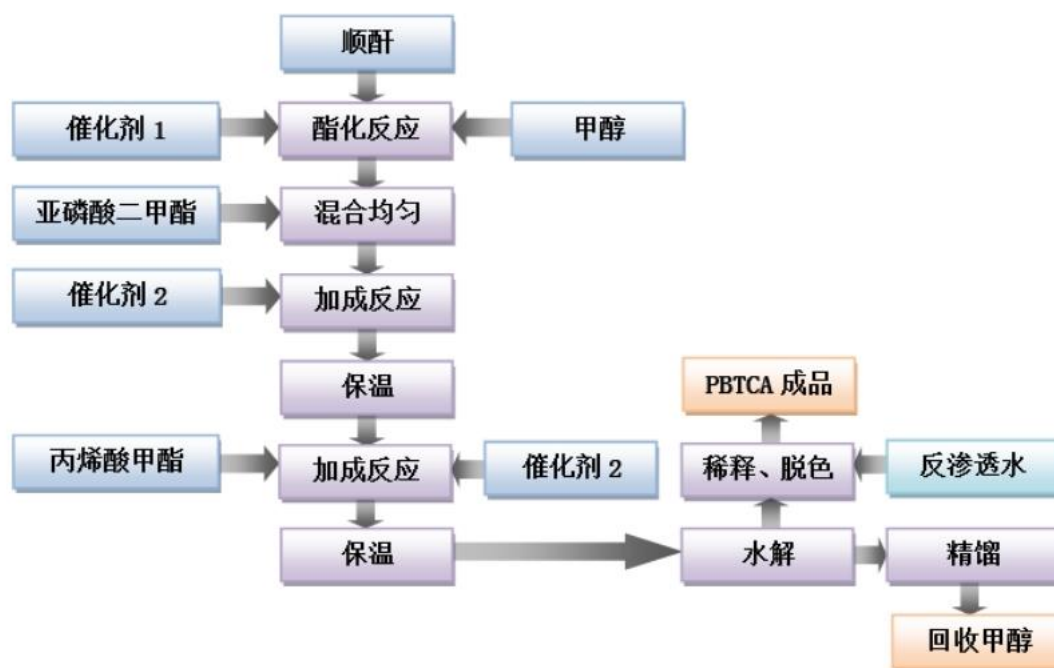 顺酐
催化剂 1
酯化反应
甲醇
亚磷酸二甲酯
混合均匀
催化剂 2
加成反应
保温
PBTCA 成品
丙烯酸甲酯
加成反应
催化剂 2
稀释、脱色
反渗透水
保温
水解
精馏
回收甲醇